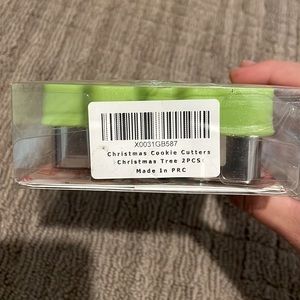 X0031GB587
Christmas Cookie Cutters
Christmas Tree 2PCS
Made In PRC